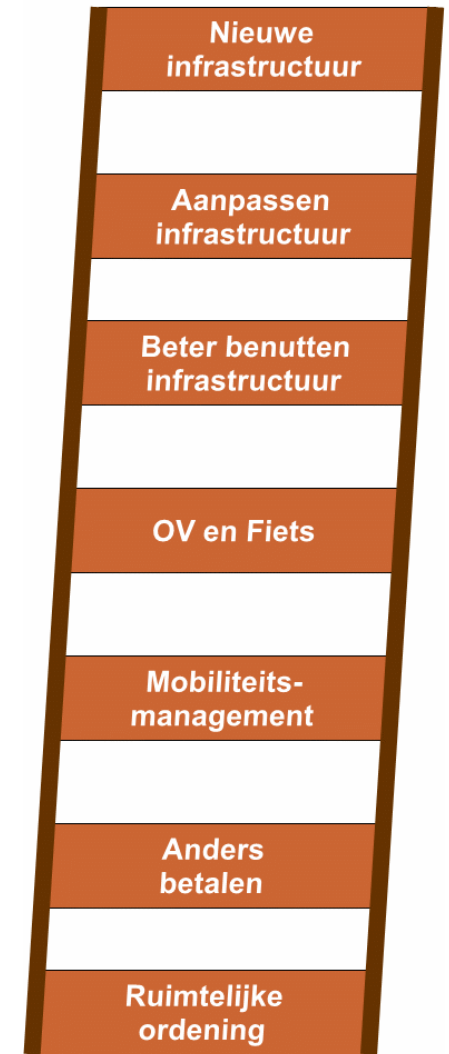 Nieuwe
infrastructuur
Aanpassen
infrastructuur
Beter benutten
infrastructuur
OV en Fiets
Mobiliteits-
management
Anders
betalen
Ruimtelijke
ordening